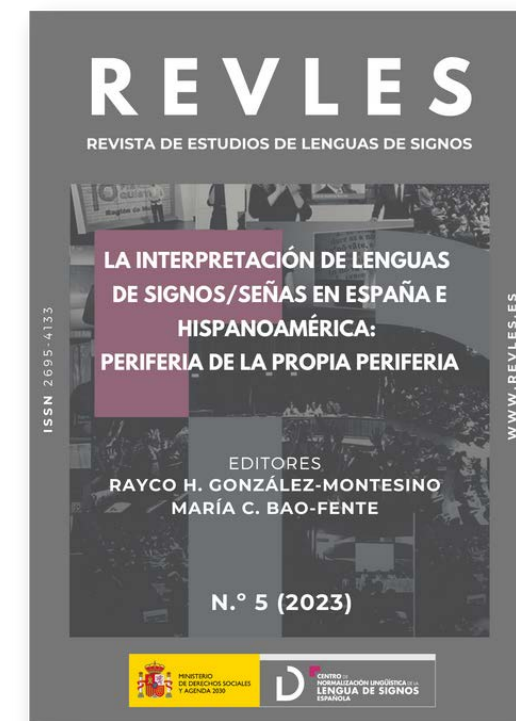 REVLES
REVISTA DE ESTUDIOS DE LENGUAS DE SIGNOS
LA INTERPRETACIÓN DE LENGUAS
DE SIGNOS/SEÑAS EN ESPAÑA E
HISPANOAMÉRICA:
PERIFERIA DE LA PROPIA PERIFERIA
ISSN 2695-4133
WWW.REVLES.ES
EDITORES
RAYCO H. GONZÁLEZ-MONTESINO
MARÍA C. BAO-FENTE
N.º 5 (2023)
MINISTERIO
DE DERECHOS SOCIALES
Y AGENDA 2030
CENTRO DE
NORMALIZACIÓN LINGÜÍSTICA DE LA
LENGUA DE SIGNOS
ESPAÑOLA